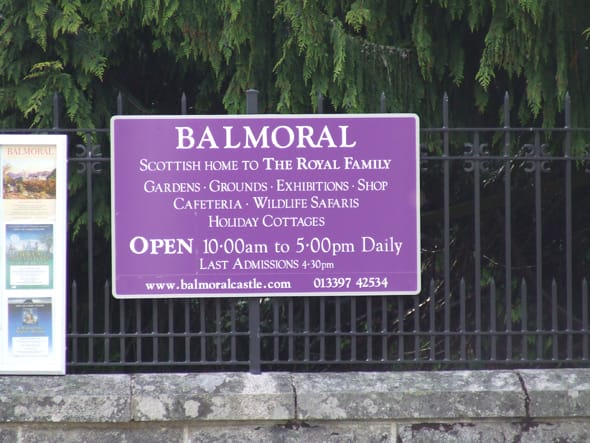 BALMORAL
SCOTTISH HOME TO THE ROYAL FAMILY
GARDENS · GROUNDS · EXHIBITIONS · SHOP
CAFETERIA · WILDLIFE SAFARIS
HOLIDAY COTTAGES
OPEN 10·00am to 5·00pm Daily
LAST ADMISSIONS 4·30pm
www.balmoralcastle.com 013397 42534
BALMORAL